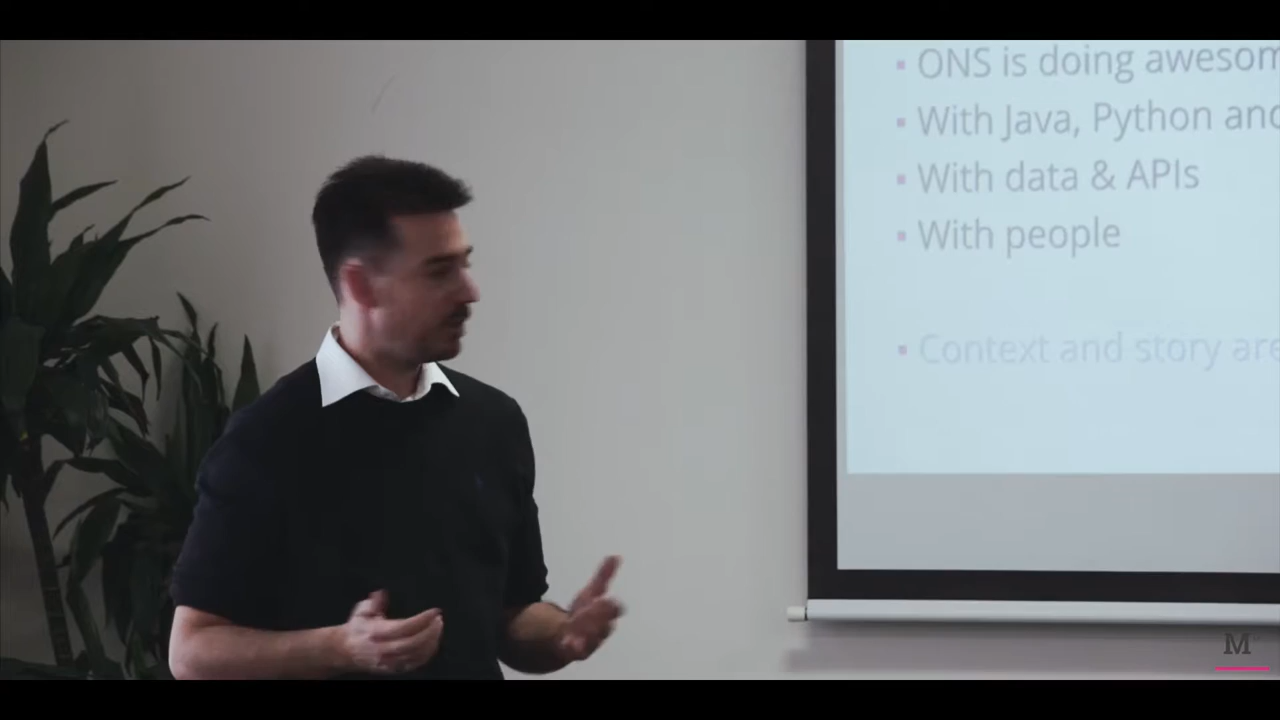 ONS is doing awesom
With Java, Python and
With data & APIs
With people
Context and story are
M